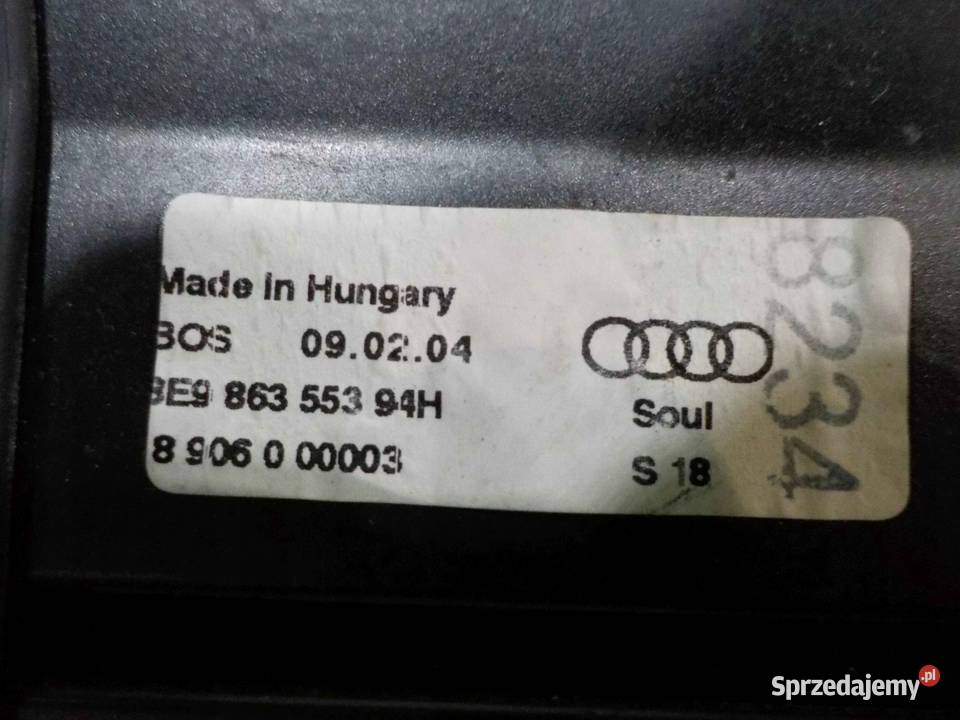 Made in Hungary
BOS 09.02.04
8E9 863 553 94H
8 906 0 00003
Soul
S 18
8234
Sprzedajemy.pl